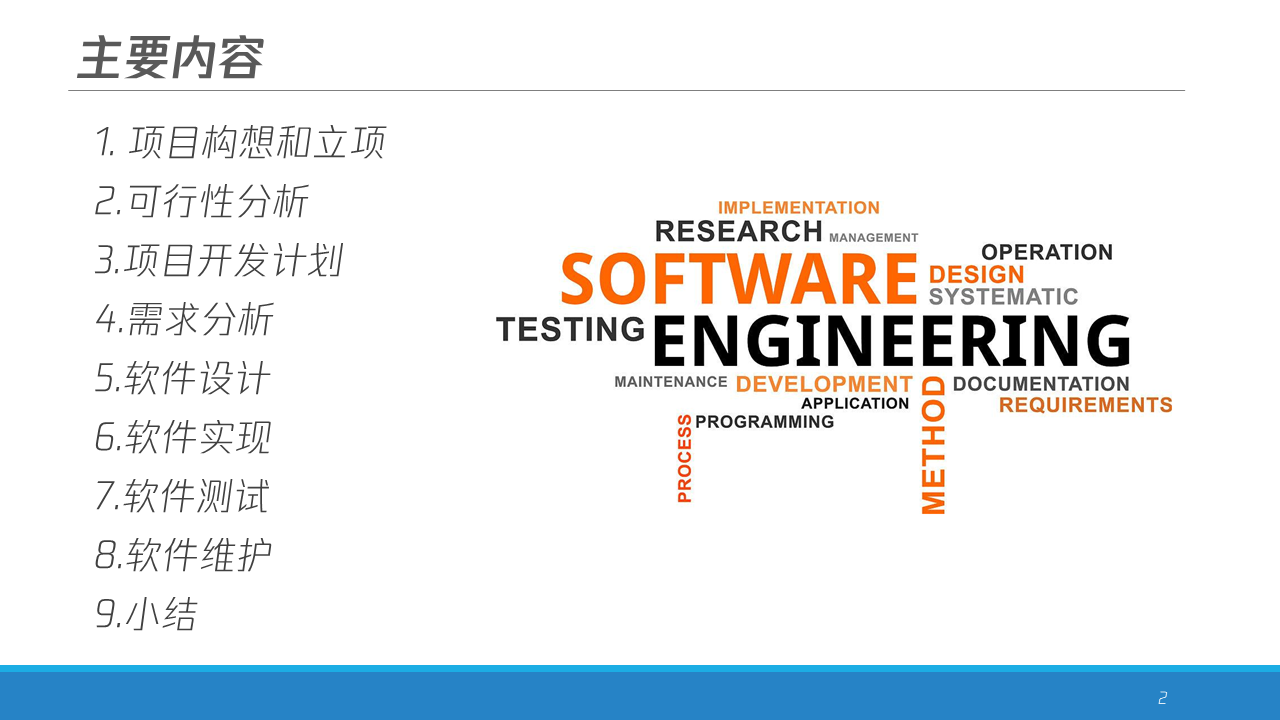 主要内容
1. 项目构想和立项
2.可行性分析
3.项目开发计划
4.需求分析
5.软件设计
6.软件实现
7.软件测试
8.软件维护
9.小结
IMPLEMENTATION
RESEARCH
MANAGEMENT
OPERATION
SOFTWARE
DESIGN
SYSTEMATIC
TESTING
ENGINEERING
MAINTENANCE
DEVELOPMENT
DOCUMENTATION
APPLICATION
REQUIREMENTS
PROCESS
PROGRAMMING
METHOD
2